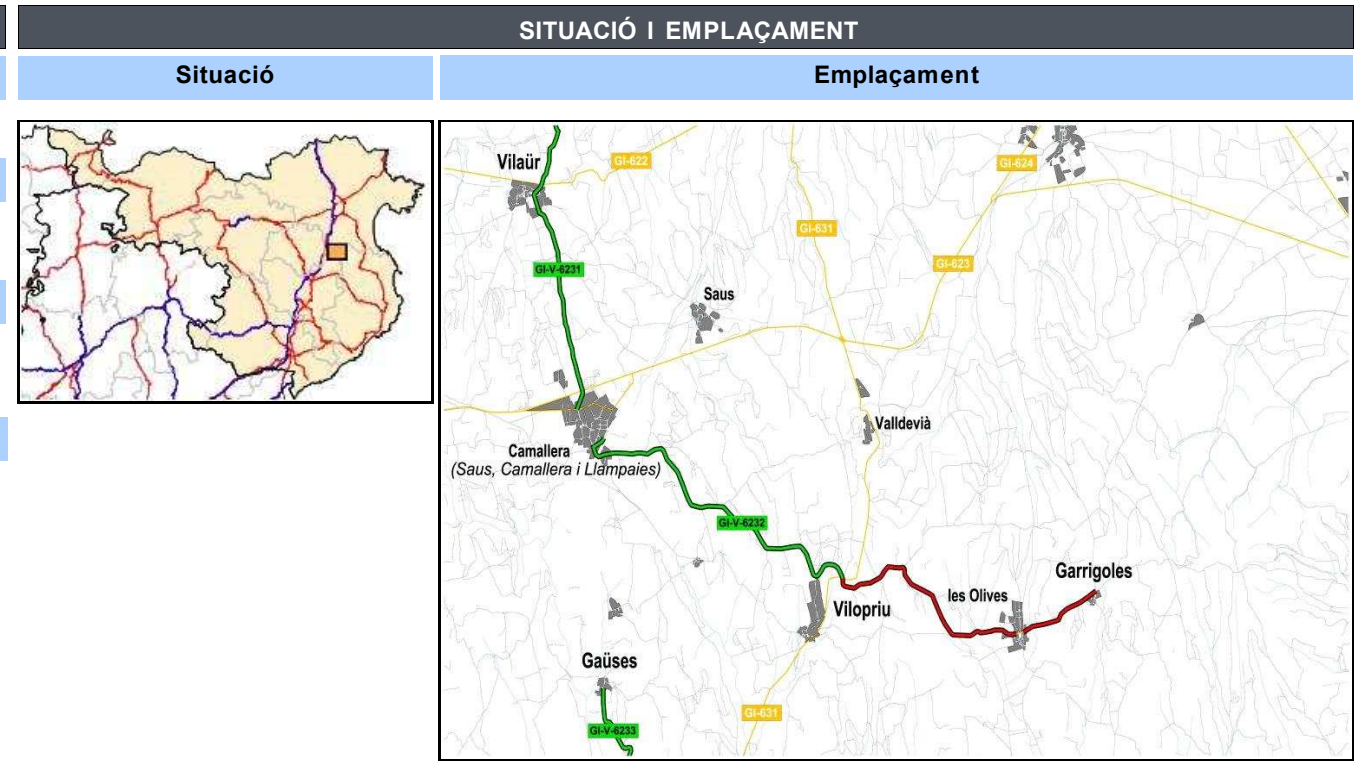 SITUACIÓ I EMPLAÇAMENT
Situació
Emplaçament
Vilaür
GI-622
GI-624
GI-631
GI-V-6231
GI-623
Saus
Valldevià
Camallera
(Saus, Camallera i Llampaies)
GI-V-6232
Garrigoles
les Olives
Vilopriu
Gaüses
GI-631
GI-V-6233